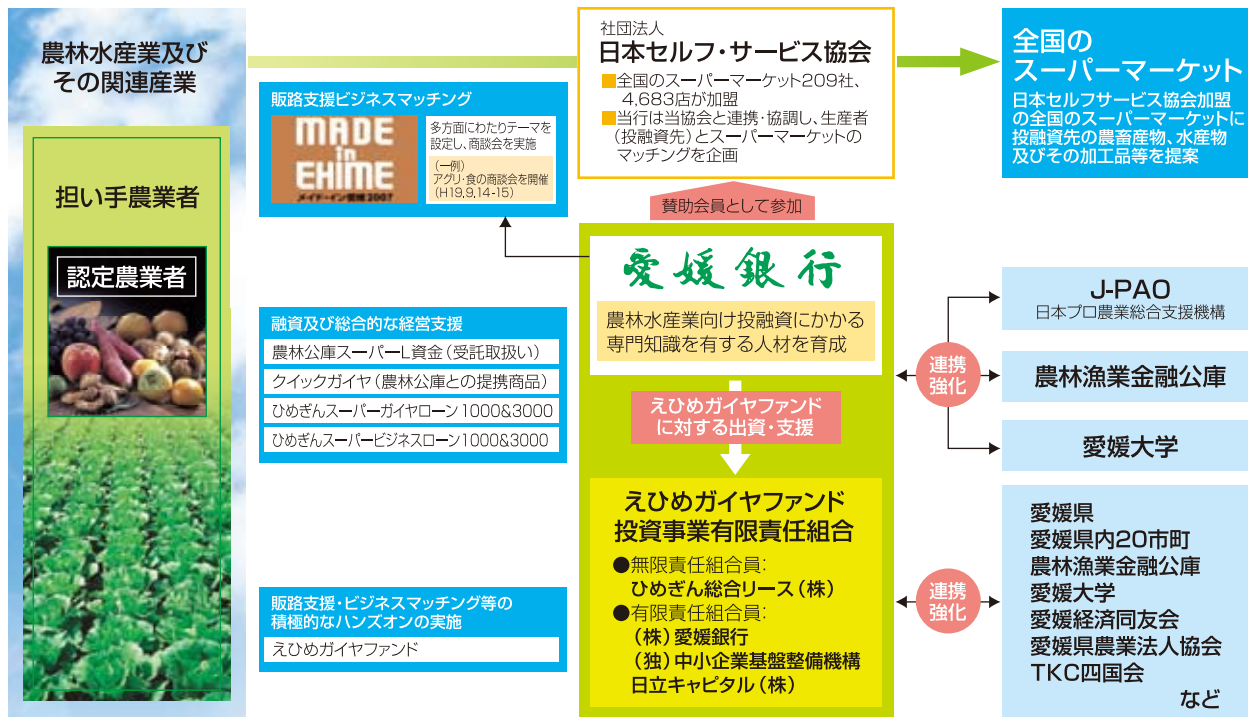 農林水産業及び
その関連産業
担い手農業者
認定農業者
販路支援ビジネスマッチング
MADE
in
EHIME
メイド・イン愛媛2007
多方面にわたりテーマを
設定し、商談会を実施
（一例）
アグリ・食の商談会を開催
（H19,9,14-15）
融資及び総合的な経営支援
農林公庫スーパーL資金（受託取扱い）
クイックガイヤ（農林公庫との提携商品）
ひめぎんスーパーガイヤローン1000&3000
ひめぎんスーパービジネスローン1000&3000
販路支援・ビジネスマッチング等の
積極的なハンズオンの実施
えひめガイヤファンド
社団法人
日本セルフ・サービス協会
■全国のスーパーマーケット209社、
4,683店が加盟
■当行は当協会と連携・協調し、生産者
（投融資先）とスーパーマーケットの
マッチングを企画
賛助会員として参加
愛媛銀行
農林水産業向け投融資にかかる
専門知識を有する人材を育成
えひめガイヤファンド
に対する出資・支援
えひめガイヤファンド
投資事業有限責任組合
●無限責任組合員：
ひめぎん総合リース（株）
●有限責任組合員：
（株）愛媛銀行
（独）中小企業基盤整備機構
日立キャピタル（株）
全国の
スーパーマーケット
日本セルフサービス協会加盟
の全国のスーパーマーケットに
投融資先の農畜産物、水産物
及びその加工品等を提案
連携
強化
J-PAO
日本プロ農業総合支援機構
農林漁業金融公庫
愛媛大学
連携
強化
愛媛県
愛媛県内20市町
農林漁業金融公庫
愛媛大学
愛媛経済同友会
愛媛県農業法人協会
TKC四国会
など